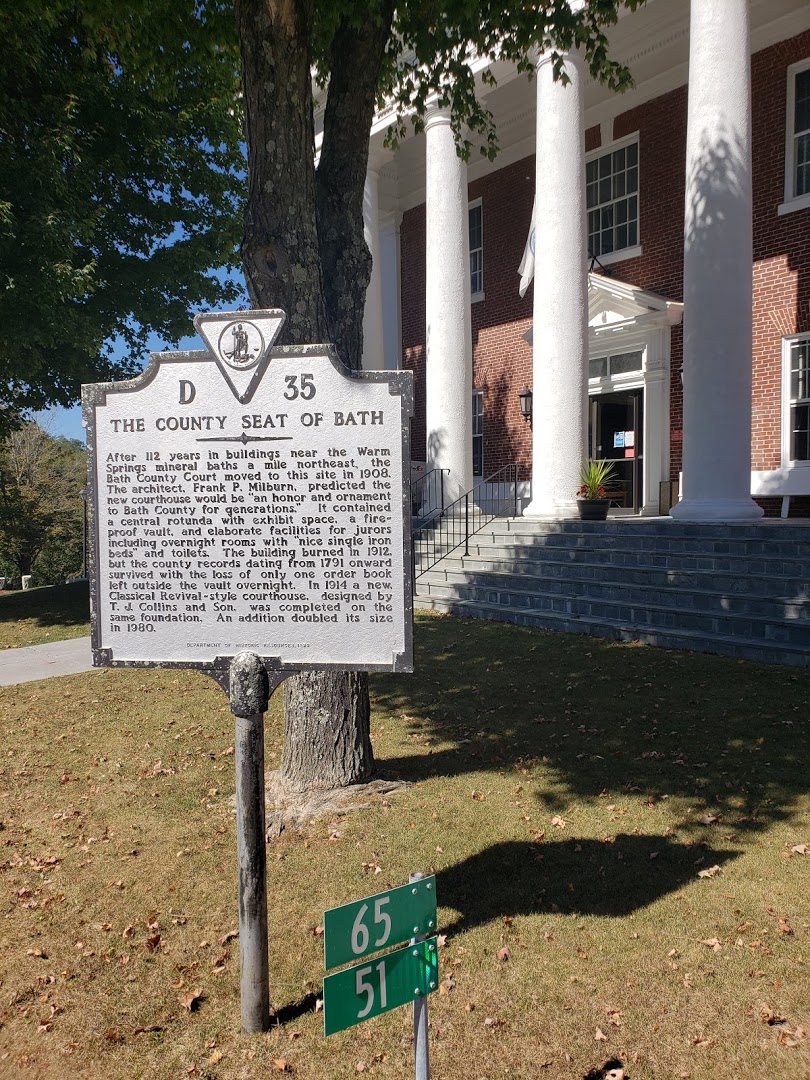 D 35
THE COUNTY SEAT OF BATH
After 112 years in buildings near the Warm
Springs mineral baths a mile northeast, the
Bath County Court moved to this site in 1908.
The architect, Frank P. Milburn, predicted the
new courthouse would be "an honor and ornament
to Bath County for generations." It contained
a central rotunda with exhibit space, a fire-
proof vault, and elaborate facilities for jurors
including overnight rooms with "nice single iron
beds" and toilets. The building burned in 1912,
but the county records dating from 1791 onward
survived with the loss of only one order book
left outside the vault overnight. In 1914 a new,
Classical Revival-style courthouse, designed by
T. J. Collins and Son, was completed on the
same foundation. An addition doubled its size
in 1980.
DEPARTMENT OF HISTORIC RESOURCES,
65
51